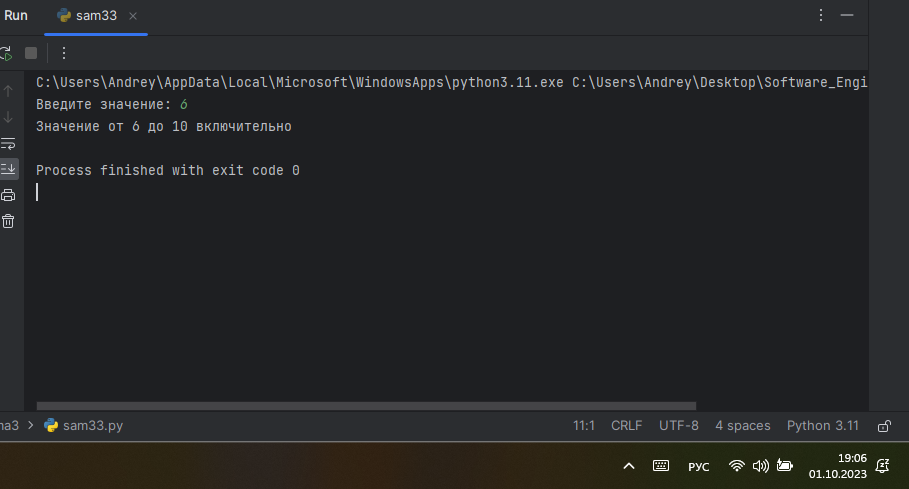 Run sam33
C:\Users\Andrey\AppData\Local\Microsoft\WindowsApps\python3.11.exe C:\Users\Andrey\Desktop\Software_Engi
Введите значение: 6
Значение от 6 до 10 включительно
Process finished with exit code 0
na3 > sam33.py 11:1 CRLF UTF-8 4 spaces Python 3.11
РУС 19:06
01.10.2023